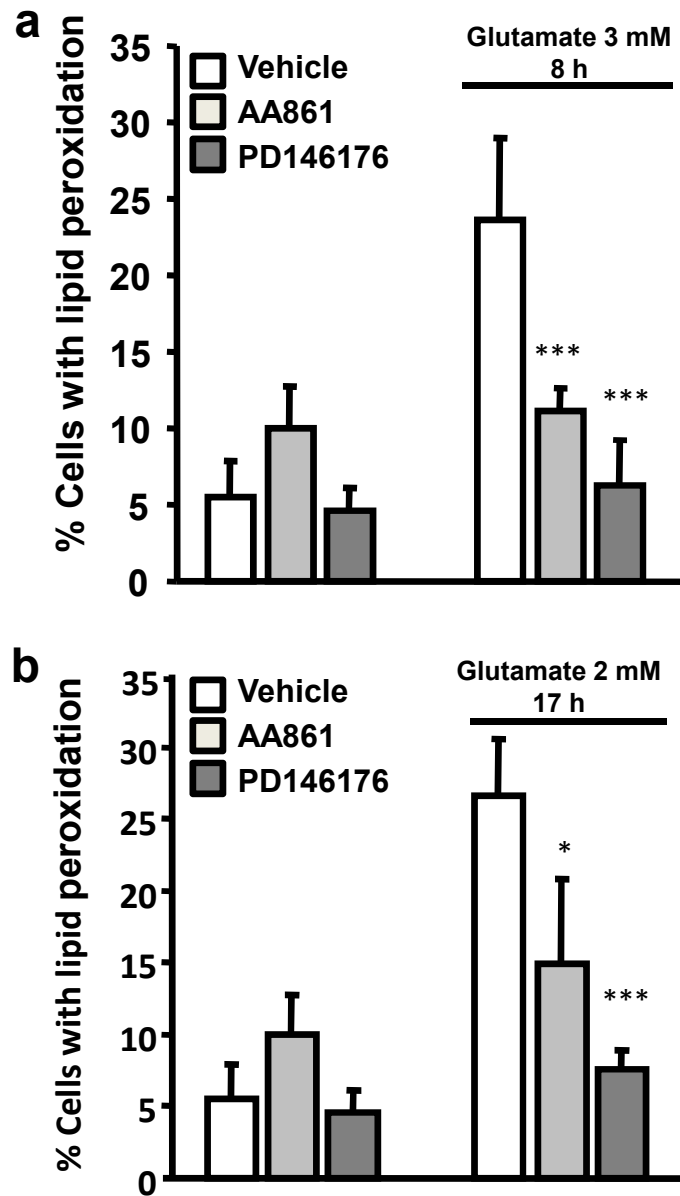 a
% Cells with lipid peroxidation
35
30
25
20
15
10
5
0
Vehicle
AA861
PD146176
Glutamate 3 mM
8 h
***
***
b
% Cells with lipid peroxidation
35
30
25
20
15
10
5
0
Vehicle
AA861
PD146176
Glutamate 2 mM
17 h
*
***